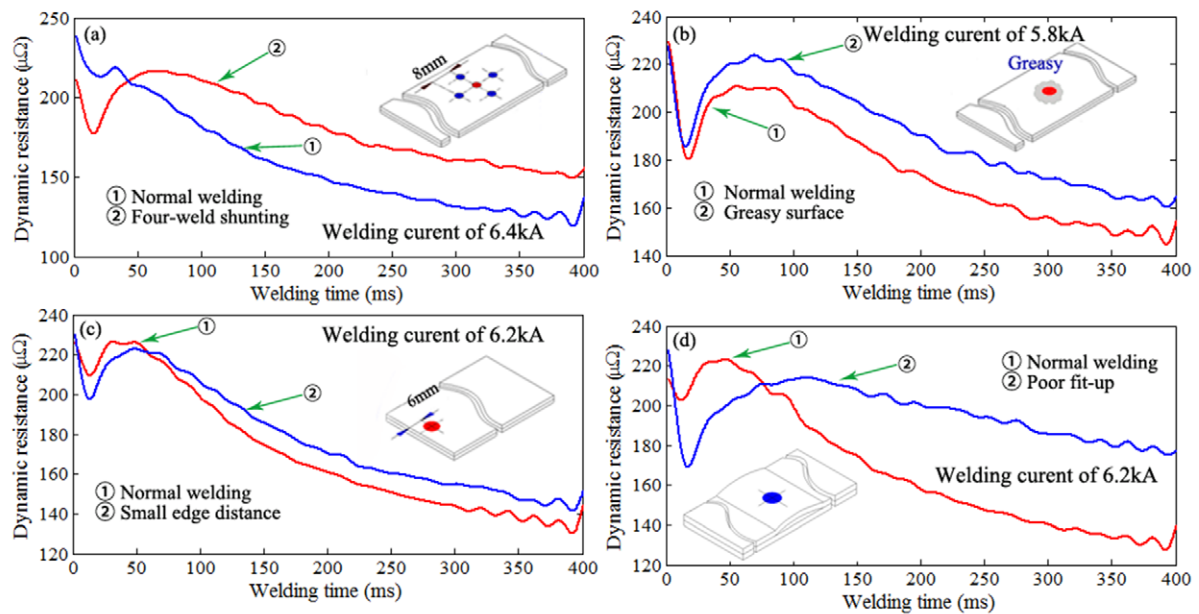 (a)
②
8mm
①
① Normal welding
② Four-weld shunting
Welding curent of 6.4kA
Dynamic resistance (μΩ)
250
200
150
100
0 50 100 150 200 250 300 350 400
Welding time (ms)
(b)
②
Welding curent of 5.8kA
Greasy
①
① Normal welding
② Greasy surface
Dynamic resistance (μΩ)
240
220
200
180
160
140
0 50 100 150 200 250 300 350 400
Welding time (ms)
(c)
①
Welding curent of 6.2kA
6mm
②
① Normal welding
② Small edge distance
Dynamic resistance (μΩ)
240
220
200
180
160
140
120
0 50 100 150 200 250 300 350 400
Welding time (ms)
(d)
①
② 
① Normal welding
② Poor fit-up
Welding curent of 6.2kA
Dynamic resistance (μΩ)
240
220
200
180
160
140
120
0 50 100 150 200 250 300 350 400
Welding time (ms)